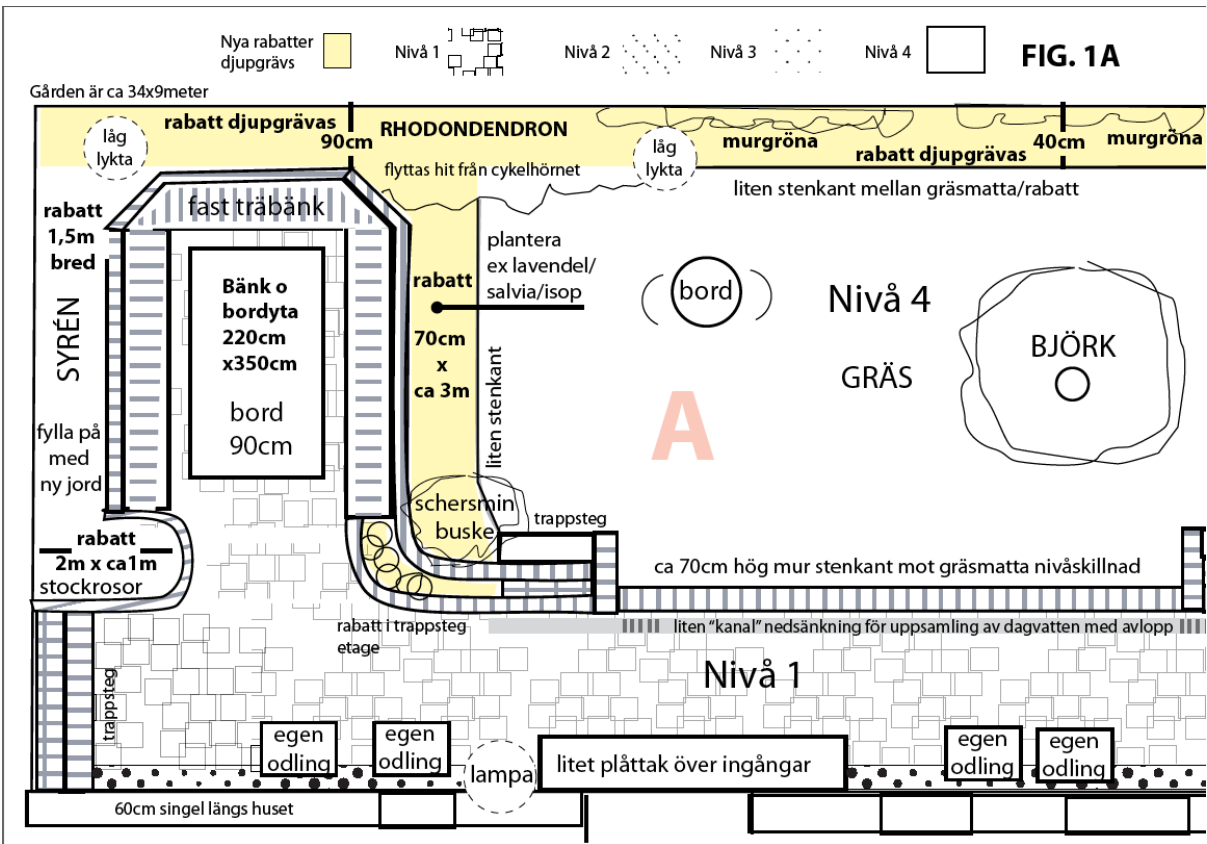 Nya rabatter
djupgrävs
Nivå 1
Nivå 2
Nivå 3
Nivå 4
FIG. 1A
Gården är ca 34x9meter
låg
lykta
rabatt djupgrävas
90cm
RHODONDENDRON
flyttas hit från cykelhörnet
låg
lykta
murgröna
rabatt djupgrävas
40cm
murgröna
liten stenkant mellan gräsmatta/rabatt
rabatt
1,5m
bred
SYRÉN
fylla på
med
ny jord
fast träbänk
Bänk o
bordyta
220cm
x350cm
bord
90cm
rabatt
70cm
x
ca 3m
plantera
ex lavendel/
salvia/isop
liten stenkant
bord
Nivå 4
GRÄS
BJÖRK
A
schersmin
buske
trappsteg
rabatt
2m x ca1m
stockrosor
ca 70cm hög mur stenkant mot gräsmatta nivåskillnad
rabatt i trappsteg
etage
liten "kanal" nedsänkning för uppsamling av dagvatten med avlopp
Nivå 1
trappsteg
egen
odling
egen
odling
lampa
litet plåttak över ingångar
egen
odling
egen
odling
60cm singel längs huset